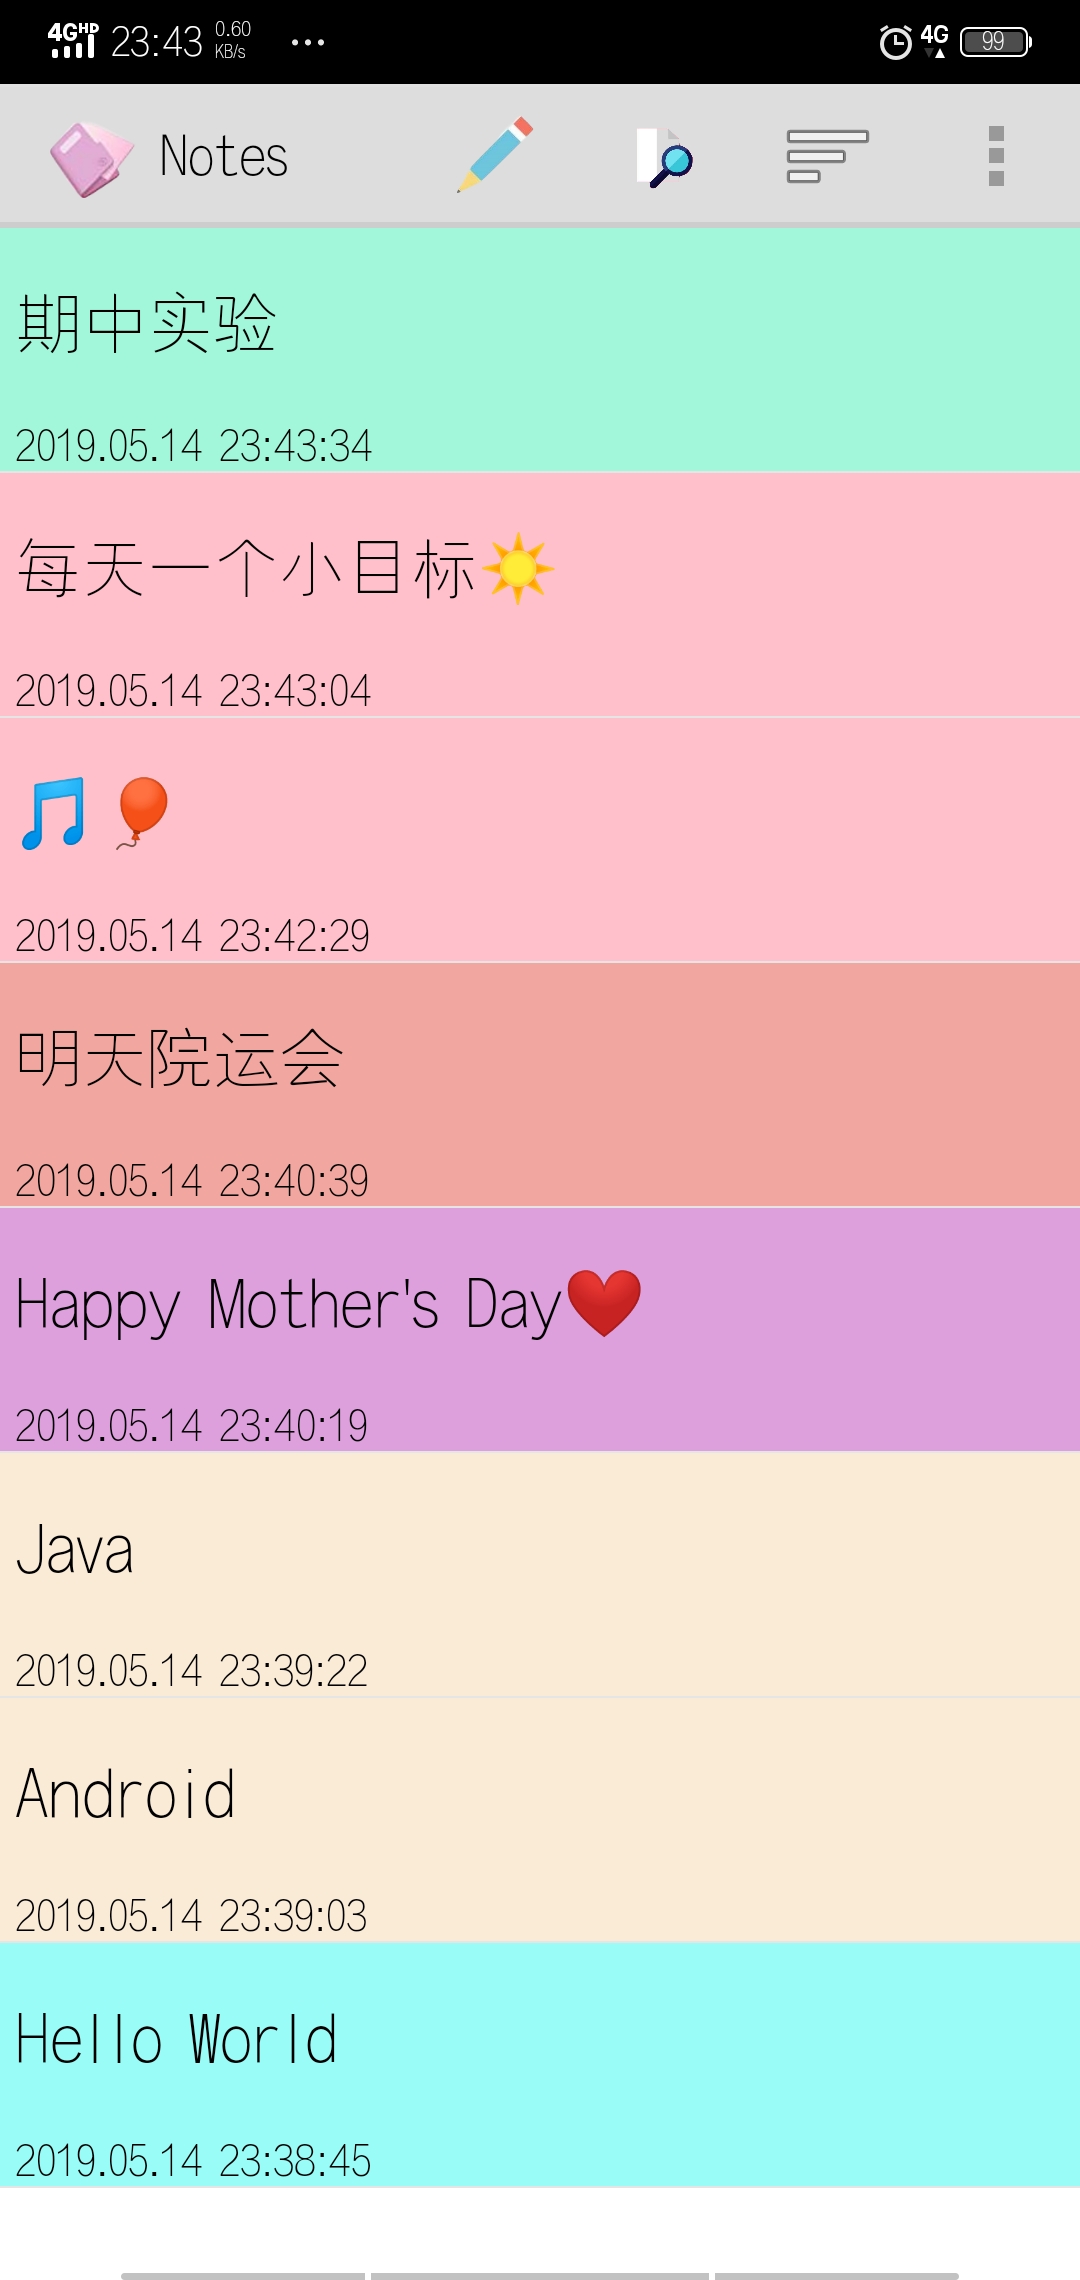 4G HD 23:43 0.60 KB/s ... 4G 99
Notes
期中实验
2019.05.14 23:43:34
每天一个小目标☀️
2019.05.14 23:43:04
🎵🎈
2019.05.14 23:42:29
明天院运会
2019.05.14 23:40:39
Happy Mother's Day❤️
2019.05.14 23:40:19
Java
2019.05.14 23:39:22
Android
2019.05.14 23:39:03
Hello World
2019.05.14 23:38:45